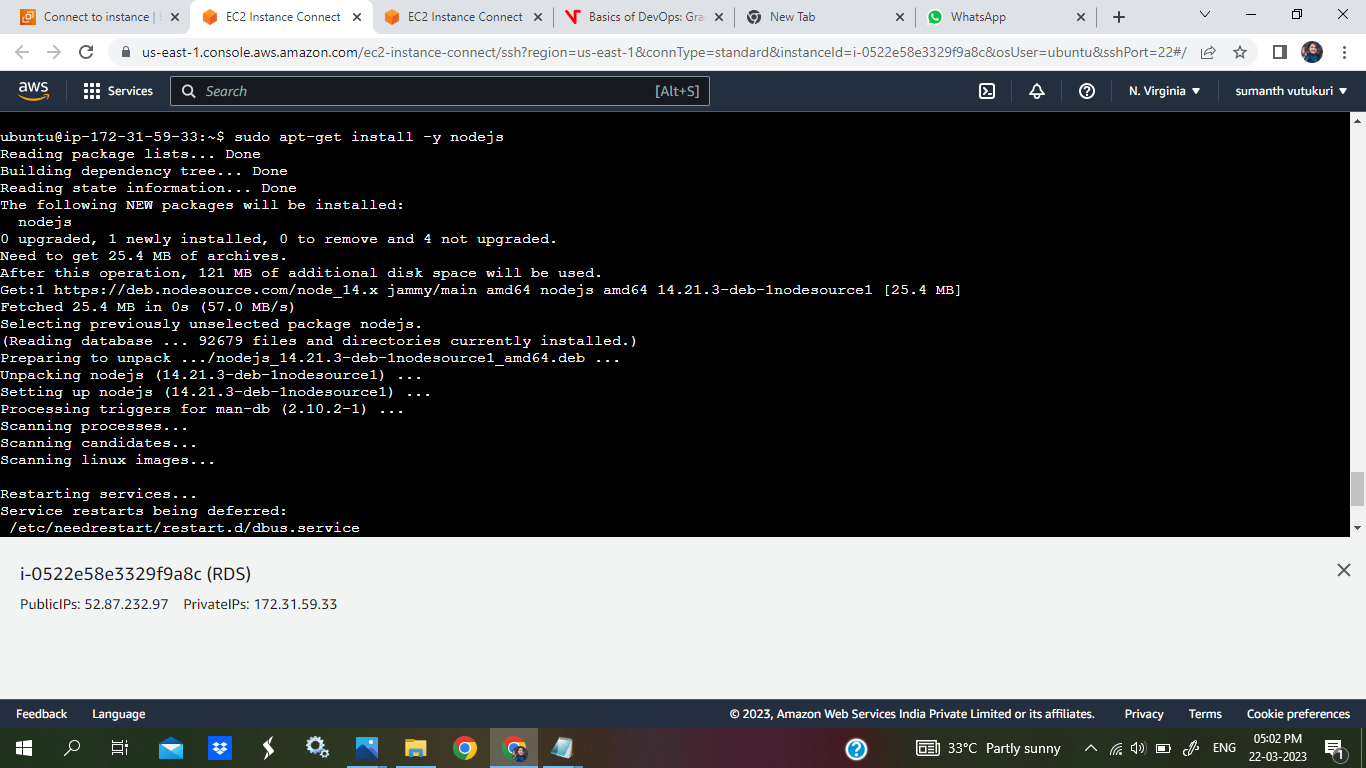 Connect to instance | E
EC2 Instance Connect
EC2 Instance Connect
Basics of DevOps: Gra
New Tab
WhatsApp
us-east-1.console.aws.amazon.com/ec2-instance-connect/ssh?region=us-east-1&connType=standard&instanceId=i-0522e58e3329f9a8c&osUser=ubuntu&sshPort=22#/
aws
Services
Search
[Alt+S]
N. Virginia
sumanth vutukuri
ubuntu@ip-172-31-59-33:~$ sudo apt-get install -y nodejs
Reading package lists... Done
Building dependency tree... Done
Reading state information... Done
The following NEW packages will be installed:
  nodejs
0 upgraded, 1 newly installed, 0 to remove and 4 not upgraded.
Need to get 25.4 MB of archives.
After this operation, 121 MB of additional disk space will be used.
Get:1 https://deb.nodesource.com/node_14.x jammy/main amd64 nodejs amd64 14.21.3-deb-1nodesource1 [25.4 MB]
Fetched 25.4 MB in 0s (57.0 MB/s)
Selecting previously unselected package nodejs.
(Reading database ... 92679 files and directories currently installed.)
Preparing to unpack .../nodejs_14.21.3-deb-1nodesource1_amd64.deb ...
Unpacking nodejs (14.21.3-deb-1nodesource1) ...
Setting up nodejs (14.21.3-deb-1nodesource1) ...
Processing triggers for man-db (2.10.2-1) ...
Scanning processes...
Scanning candidates...
Scanning linux images...
Restarting services...
Service restarts being deferred:
 /etc/needrestart/restart.d/dbus.service
i-0522e58e3329f9a8c (RDS)
PublicIPs: 52.87.232.97 PrivateIPs: 172.31.59.33
Feedback
Language
© 2023, Amazon Web Services India Private Limited or its affiliates.
Privacy
Terms
Cookie preferences
33°C Partly sunny
ENG
05:02 PM
22-03-2023
1